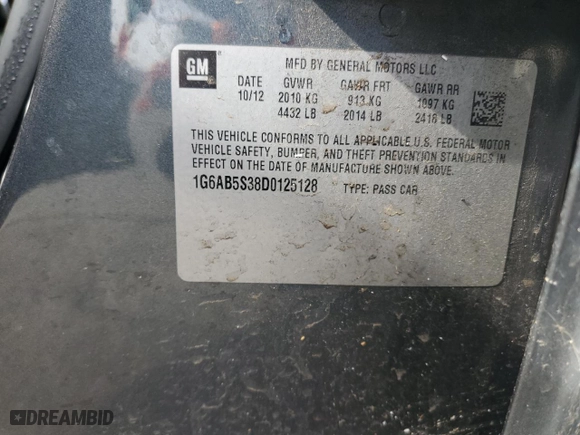 GM
MFD BY GENERAL MOTORS LLC
DATE GVWR GAWR FRT GAWR RR
10/12 2010 KG 913 KG 1097 KG
4432 LB 2014 LB 2418 LB
THIS VEHICLE CONFORMS TO ALL APPLICABLE U.S. FEDERAL MOTOR
VEHICLE SAFETY, BUMPER, AND THEFT PREVENTION STANDARDS IN
EFFECT ON THE DATE OF MANUFACTURE SHOWN ABOVE.
1G6AB5S38D0125128 TYPE: PASS CAR
DREAMBID